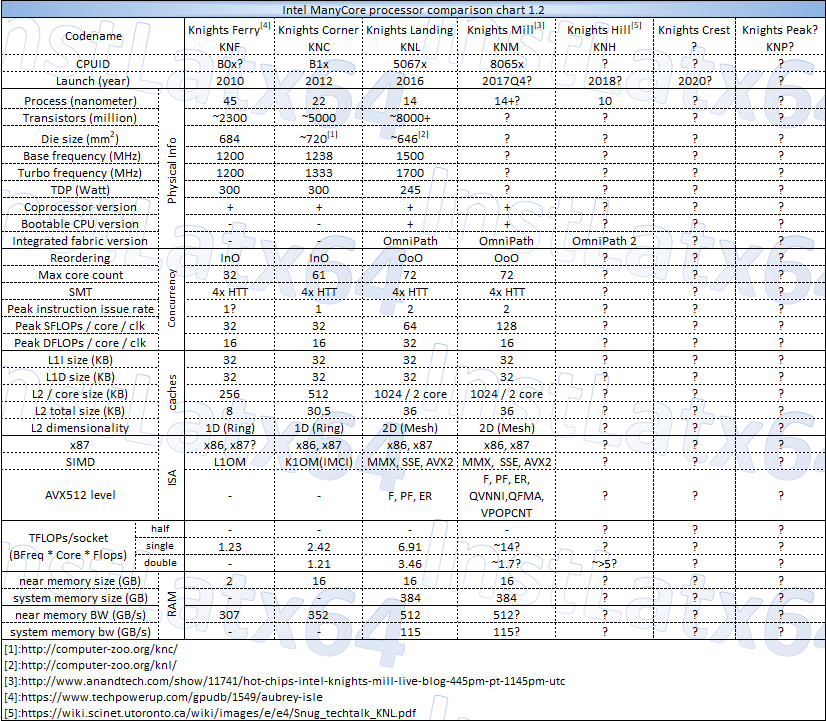 Intel ManyCore processor comparison chart 1.2
Codename Knights Ferry[4] KNF Knights Corner KNC Knights Landing KNL Knights Mill[3] KNM Knights Hill[5] KNH Knights Crest ? Knights Peak? KNP?
CPUID B0x? B1x 5067x 8065x ? ? ?
Launch (year) 2010 2012 2016 2017Q4? 2018? 2020? ?
Physical Info
Process (nanometer) 45 22 14 14+? 10 ? ?
Transistors (million) ~2300 ~5000 ~8000+ ? ? ? ?
Die size (mm2) 684 ~720[1] ~646[2] ? ? ? ?
Base frequency (MHz) 1200 1238 1500 ? ? ? ?
Turbo frequency (MHz) 1200 1333 1700 ? ? ? ?
TDP (Watt) 300 300 245 ? ? ? ?
Coprocessor version + + + + ? ? ?
Bootable CPU version - - + + ? ? ?
Integrated fabric version - - OmniPath OmniPath OmniPath 2 ? ?
Concurrency
Reordering InO InO OoO OoO ? ? ?
Max core count 32 61 72 72 ? ? ?
SMT 4x HTT 4x HTT 4x HTT 4x HTT ? ? ?
Peak instruction issue rate 1? 1 2 2 ? ? ?
Peak SFLOPs / core / clk 32 32 64 128 ? ? ?
Peak DFLOPs / core / clk 16 16 32 16 ? ? ?
caches
L1I size (KB) 32 32 32 32 ? ? ?
L1D size (KB) 32 32 32 32 ? ? ?
L2 / core size (KB) 256 512 1024 / 2 core 1024 / 2 core ? ? ?
L2 total size (KB) 8 30.5 36 36 ? ? ?
L2 dimensionality 1D (Ring) 1D (Ring) 2D (Mesh) 2D (Mesh) ? ? ?
ISA
x87 x86, x87? x86, x87 x86, x87 x86, x87 ? ? ?
SIMD L1OM K1OM(IMCI) MMX, SSE, AVX2 MMX, SSE, AVX2 ? ? ?
AVX512 level - - F, PF, ER F, PF, ER, QVNNI,QFMA, VPOPCNT ? ? ?
TFLOPs/socket (BFreq * Core * Flops)
half - - - - ? ? ?
single 1.23 2.42 6.91 ~14? ? ? ?
double - 1.21 3.46 ~1.7? ~>5? ? ?
RAM
near memory size (GB) 2 16 16 16 ? ? ?
system memory size (GB) - - 384 384 ? ? ?
near memory BW (GB/s) 307 352 512 512? ? ? ?
system memory bw (GB/s) - - 115 115? ? ? ?
[1]:http://computer-zoo.org/knc/
[2]:http://computer-zoo.org/knl/
[3]:http://www.anandtech.com/show/11741/hot-chips-intel-knights-mill-live-blog-445pm-pt-1145pm-utc
[4]:https://www.techpowerup.com/gpudb/1549/aubrey-isle
[5]:https://wiki.scinet.utoronto.ca/wiki/images/e/e4/Snug_techtalk_KNL.pdf
InstLatx64